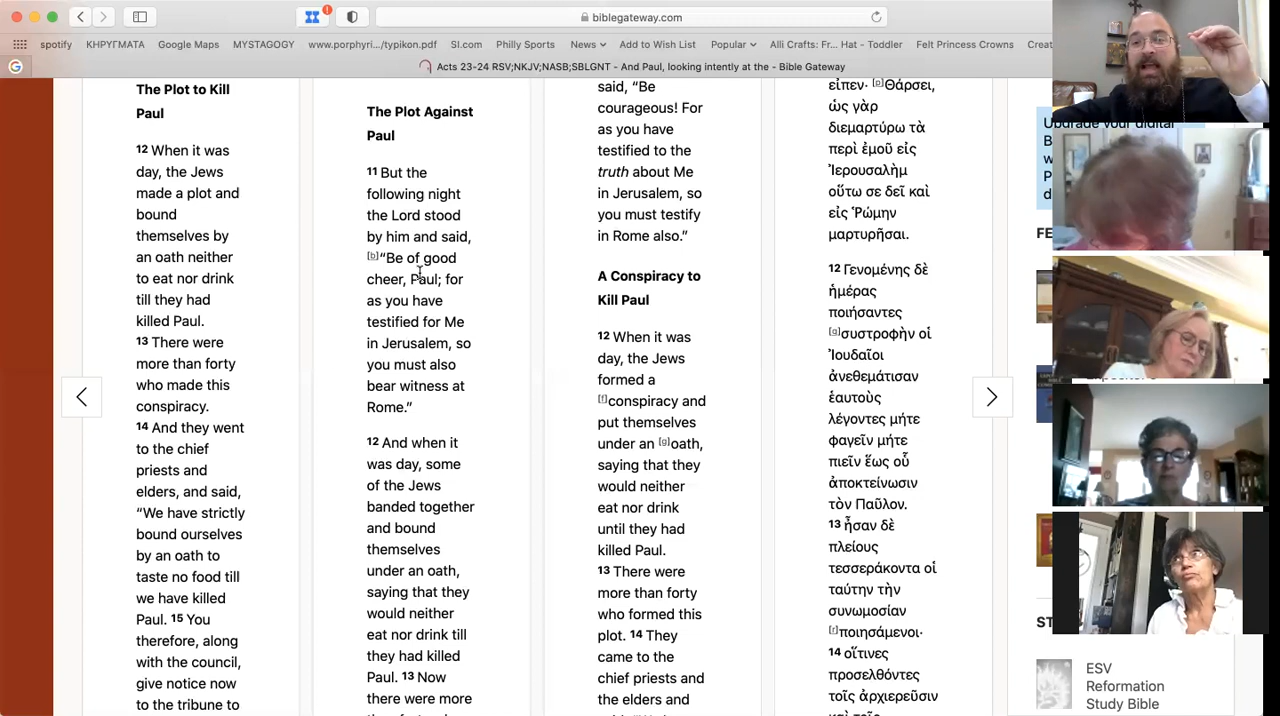 biblegateway.com
spotify
ΚΗΡΥΓΜΑΤΑ
Google Maps
MYSTAGOGY
www.porphyri.../typikon.pdf
SI.com
Philly Sports
News
Add to Wish List
Popular
Alli Crafts: Fr... Hat - Toddler
Felt Princess Crowns
Creat
G
Acts 23-24 RSV;NKJV;NASB;SBLGNT - And Paul, looking intently at the - Bible Gateway
The Plot to Kill
Paul
12 When it was
day, the Jews
made a plot and
bound
themselves by
an oath neither
to eat nor drink
till they had
killed Paul.
13 There were
more than forty
who made this
conspiracy.
14 And they went
to the chief
priests and
elders, and said,
“We have strictly
bound ourselves
by an oath to
taste no food till
we have killed
Paul. 15 You
therefore, along
with the council,
give notice now
to the tribune to
The Plot Against
Paul
11 But the
following night
the Lord stood
by him and said,
[b]“Be of good
cheer, Paul; for
as you have
testified for Me
in Jerusalem, so
you must also
bear witness at
Rome.”
12 And when it
was day, some
of the Jews
banded together
and bound
themselves
under an oath,
saying that they
would neither
eat nor drink till
they had killed
Paul. 13 Now
there were more
said, “Be
courageous! For
as you have
testified to the
truth about Me
in Jerusalem, so
you must testify
in Rome also.”
A Conspiracy to
Kill Paul
12 When it was
day, the Jews
formed a
[f]conspiracy and
put themselves
under an [g]oath,
saying that they
would neither
eat nor drink
until they had
killed Paul.
13 There were
more than forty
who formed this
plot. 14 They
came to the
chief priests and
the elders and
εἶπεν· [p]Θάρσει,
ὡς γὰρ
διεμαρτύρω τὰ
περὶ ἐμοῦ εἰς
Ἰερουσαλὴμ
οὕτω σε δεῖ καὶ
εἰς Ῥώμην
μαρτυρῆσαι.
12 Γενομένης δὲ
ἡμέρας
ποιήσαντες
[q]συστροφὴν οἱ
Ἰουδαῖοι
ἀνεθεμάτισαν
ἑαυτοὺς
λέγοντες μήτε
φαγεῖν μήτε
πιεῖν ἕως οὗ
ἀποκτείνωσιν
τὸν Παῦλον.
13 ἦσαν δὲ
πλείους
τεσσεράκοντα οἱ
ταύτην τὴν
συνωμοσίαν
[r]ποιησάμενοι·
14 οἵτινες
προσελθόντες
τοῖς ἀρχιερεῦσιν
Upgrade your digital
B
w
P
d
FE
ST
ESV
Reformation
Study Bible